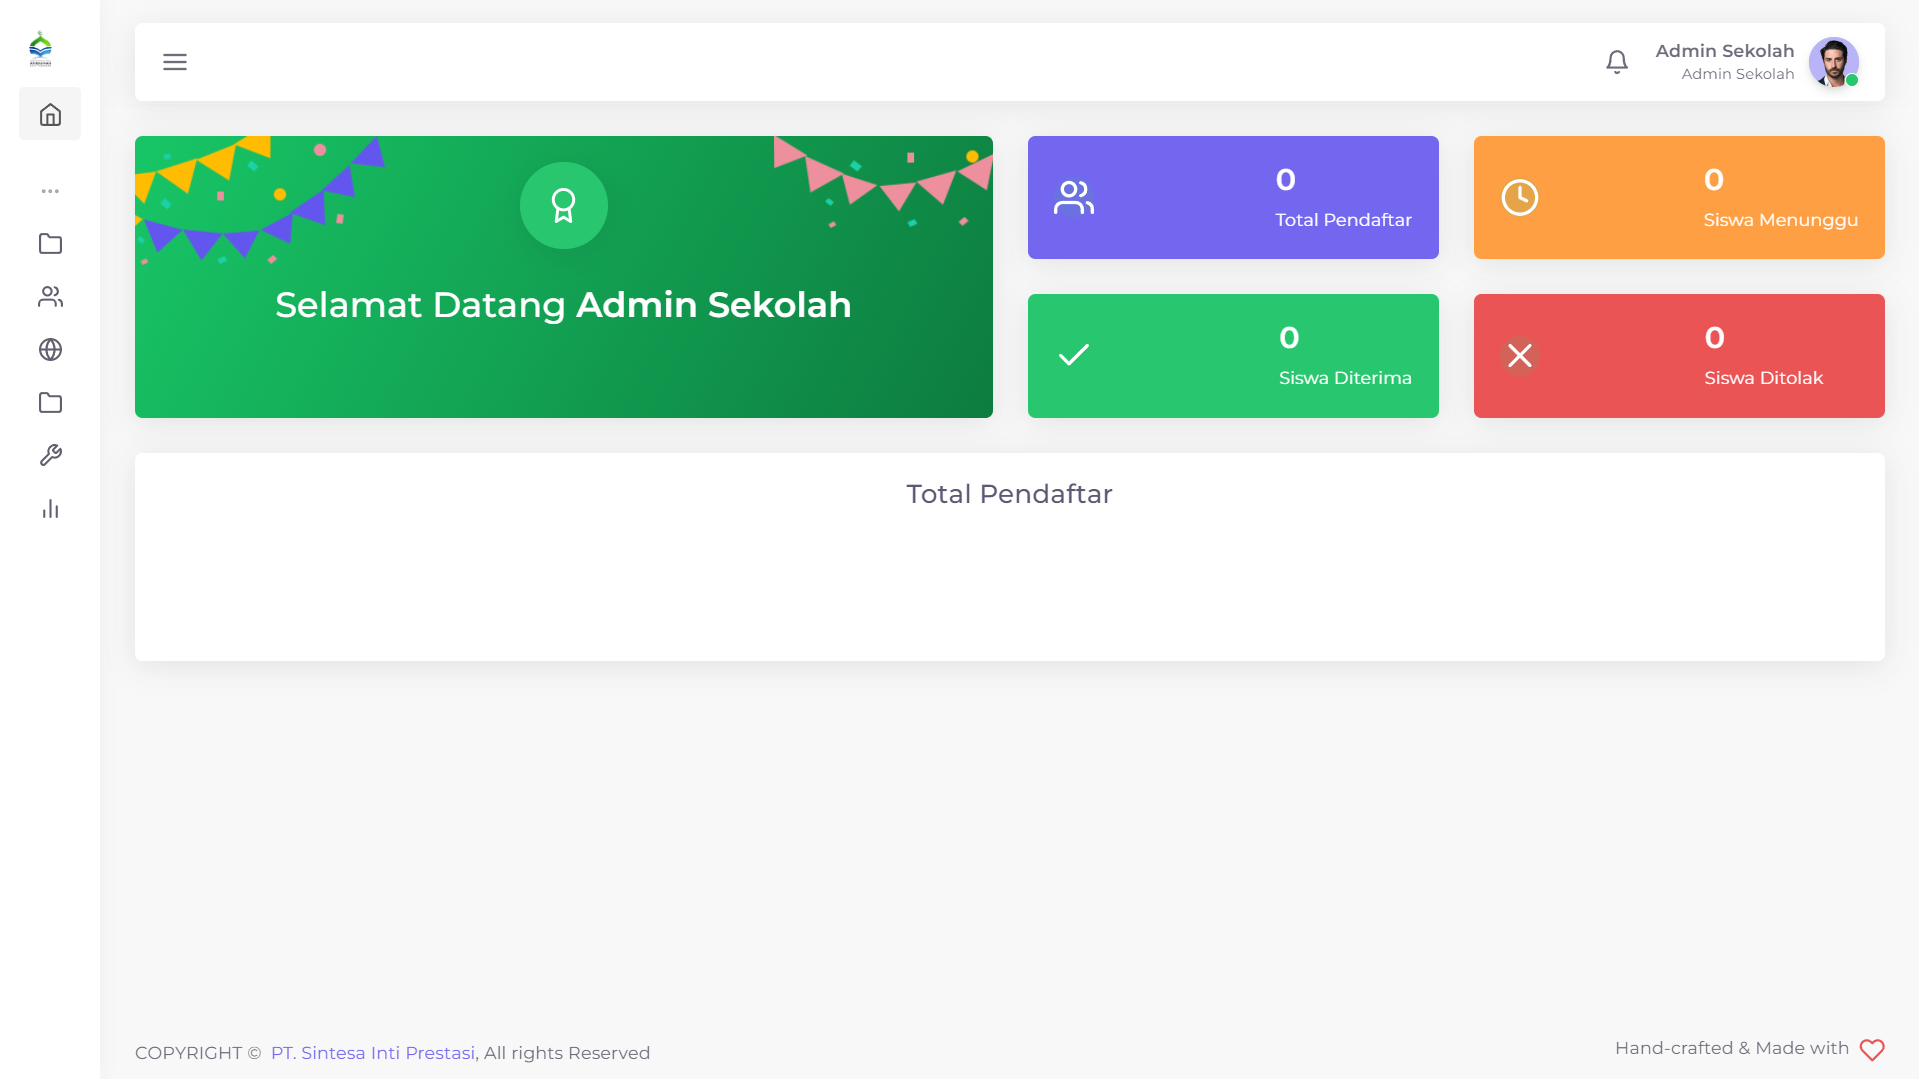 Admin Sekolah
Admin Sekolah
Selamat Datang Admin Sekolah
0
Total Pendaftar
0
Siswa Menunggu
0
Siswa Diterima
0
Siswa Ditolak
Total Pendaftar
COPYRIGHT © PT. Sintesa Inti Prestasi, All rights Reserved
Hand-crafted & Made with